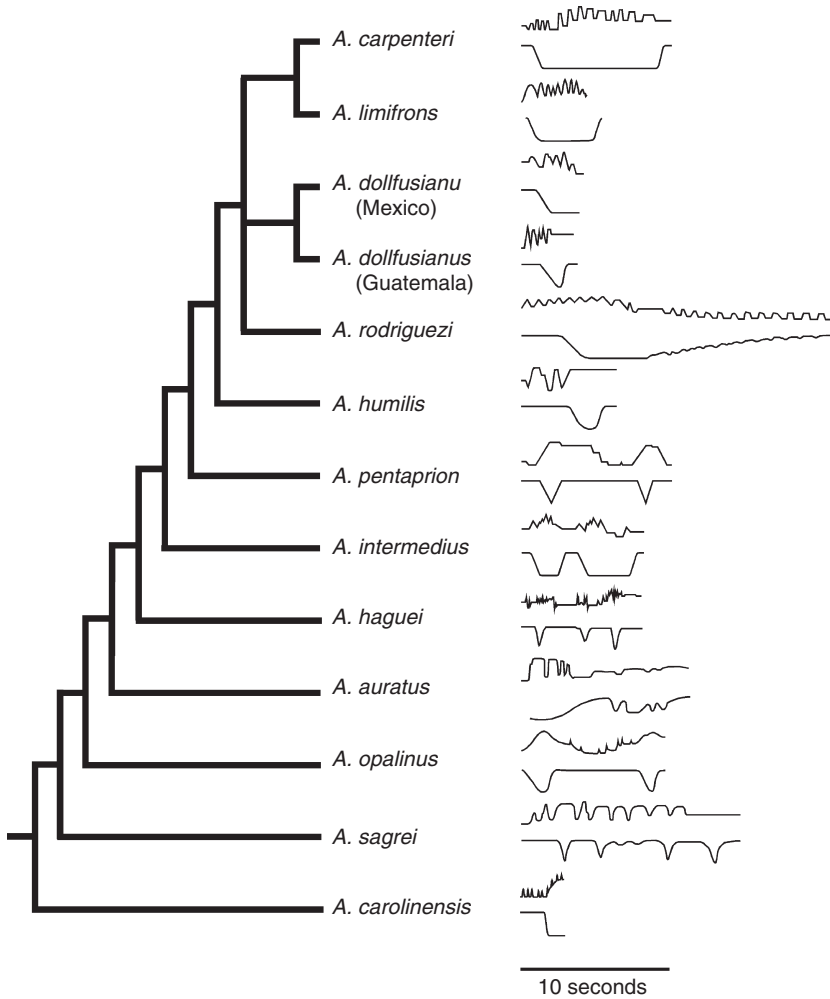 A. carpenteri
A. limifrons
A. dollfusianu
(Mexico)
A. dollfusianus
(Guatemala)
A. rodriguezi
A. humilis
A. pentaprion
A. intermedius
A. haguei
A. auratus
A. opalinus
A. sagrei
A. carolinensis
10 seconds